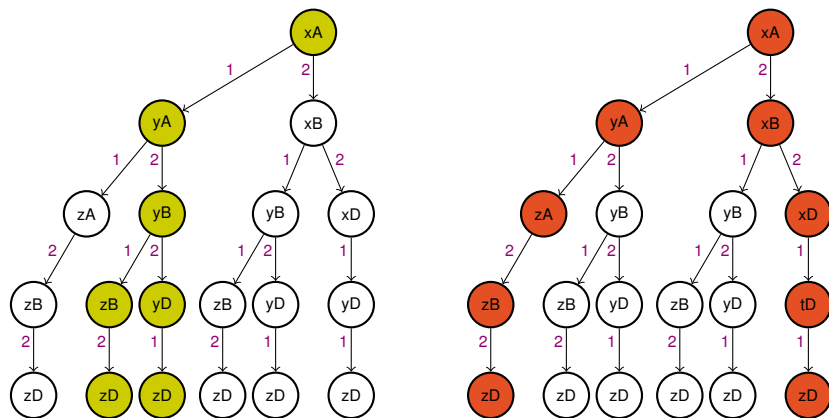 xA xA
1 2 1 2
yA xB yA xB
1 2 1 2 1 2 1 2
zA yB yB xD zA yB yB xD
2 1 2 1 2 1 2 1 2 1 2 1
zB zB yD zB yD yD zB zB yD zB yD tD
2 2 1 2 1 1 2 2 1 2 1 1
zD zD zD zD zD zD zD zD zD zD zD zD